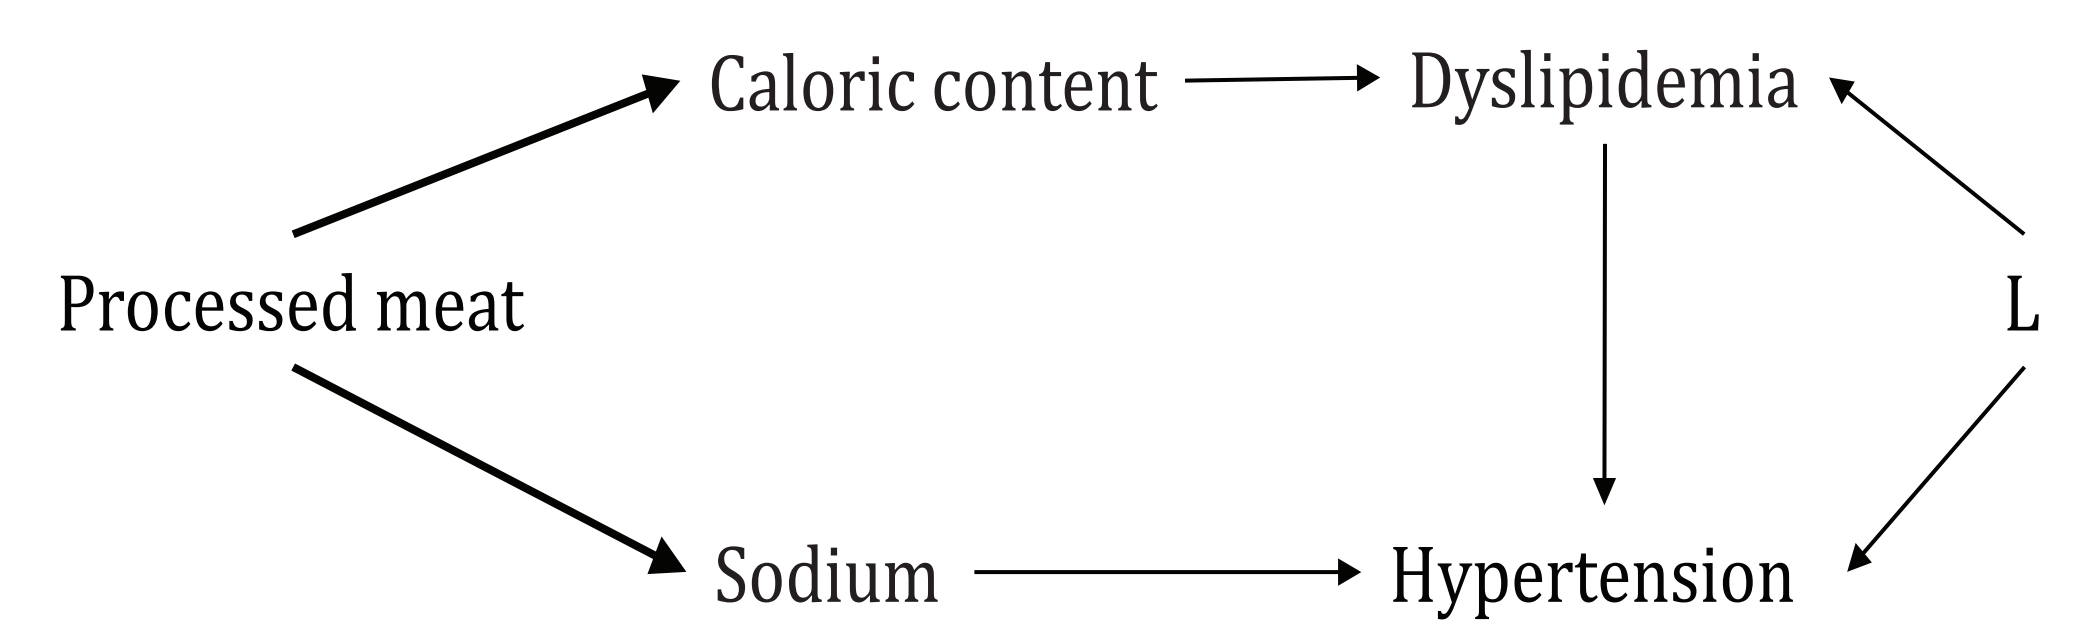 Caloric content
Dyslipidemia
Processed meat
L
Sodium
Hypertension